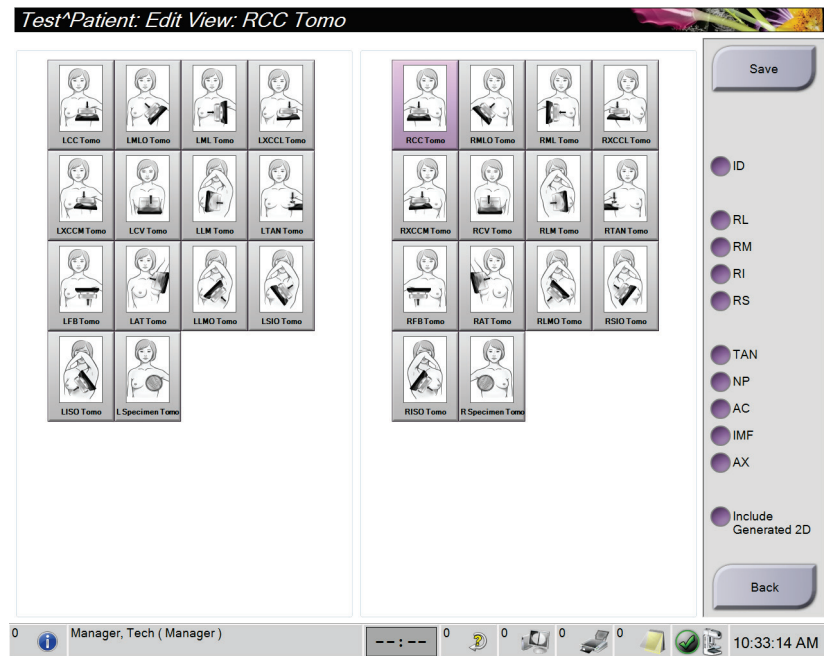 Test^Patient: Edit View: RCC Tomo
LCC Tomo LMLO Tomo LML Tomo LXCCL Tomo
LXCCM Tomo LCV Tomo LLM Tomo LTAN Tomo
LFB Tomo LAT Tomo LLMO Tomo LSIO Tomo
LISO Tomo L Specimen Tomo
RCC Tomo RMLO Tomo RML Tomo RXCCL Tomo
RXCCM Tomo RCV Tomo RLM Tomo RTAN Tomo
RFB Tomo RAT Tomo RLMO Tomo RSIO Tomo
RISO Tomo R Specimen Tomo
Save
ID
RL
RM
RI
RS
TAN
NP
AC
IMF
AX
Include
Generated 2D
Back
0 Manager, Tech ( Manager ) --:-- 0 0 0 0 10:33:14 AM